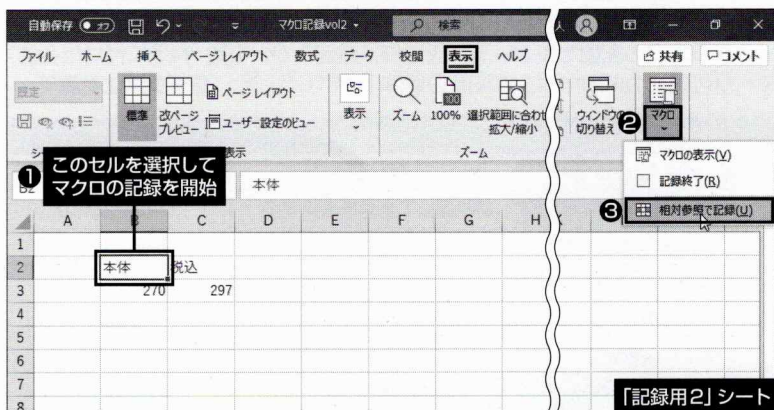 自動保存 オフ マクロ記録vol2 検索
ファイル ホーム 挿入 ページ レイアウト 数式 データ 校閲 表示 ヘルプ 共有 コメント
既定
標準 改ページ プレビュー ページ レイアウト ユーザー設定のビュー
表示
ズーム 100% 選択範囲に合わせ 拡大/縮小
ウィンドウの 切り替え
❷ マクロ
表示 ズーム
マクロの表示(V)
記録終了(R)
❸ 相対参照で記録(U)
❶ このセルを選択して
マクロの記録を開始
本体
A B C D E F G H K
1
2 本体 税込
3 270 297
4
5
6
7
8
「記録用2」シート